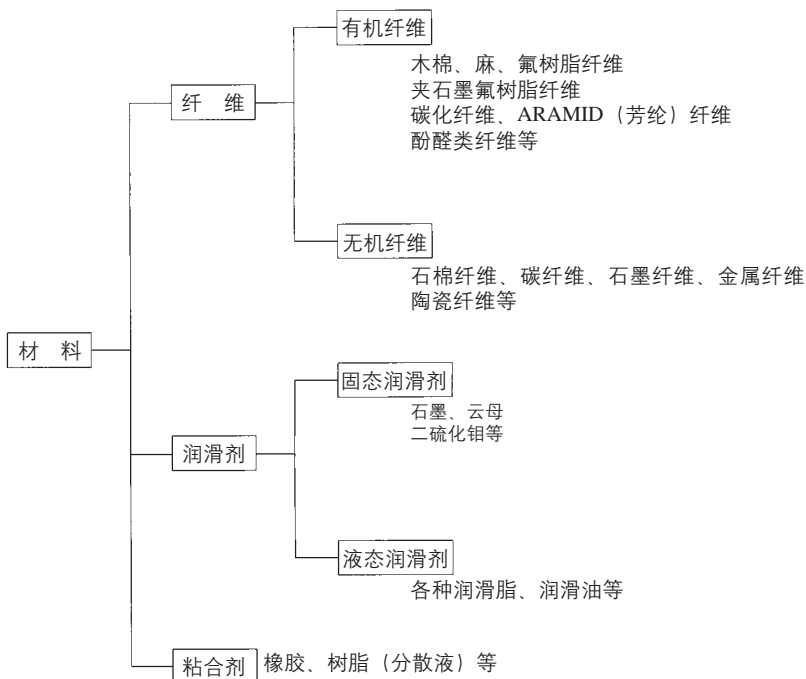 有机纤维
木棉、麻、氟树脂纤维
夹石墨氟树脂纤维
碳化纤维、ARAMID（芳纶）纤维
酚醛类纤维等
纤 维
无机纤维
石棉纤维、碳纤维、石墨纤维、金属纤维
陶瓷纤维等
材 料
固态润滑剂
石墨、云母
二硫化钼等
润滑剂
液态润滑剂
各种润滑脂、润滑油等
粘合剂 橡胶、树脂（分散液）等